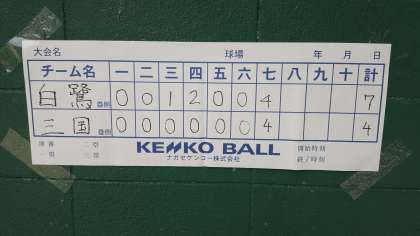 大会名 球場 年 月 日
チーム名 一 二 三 四 五 六 七 八 九 十 計
白鷺 0 0 1 2 0 0 4 7
三国 0 0 0 0 0 0 4 4
KENKO BALL
ナガセケンコー株式会社
開始時刻
終了時刻